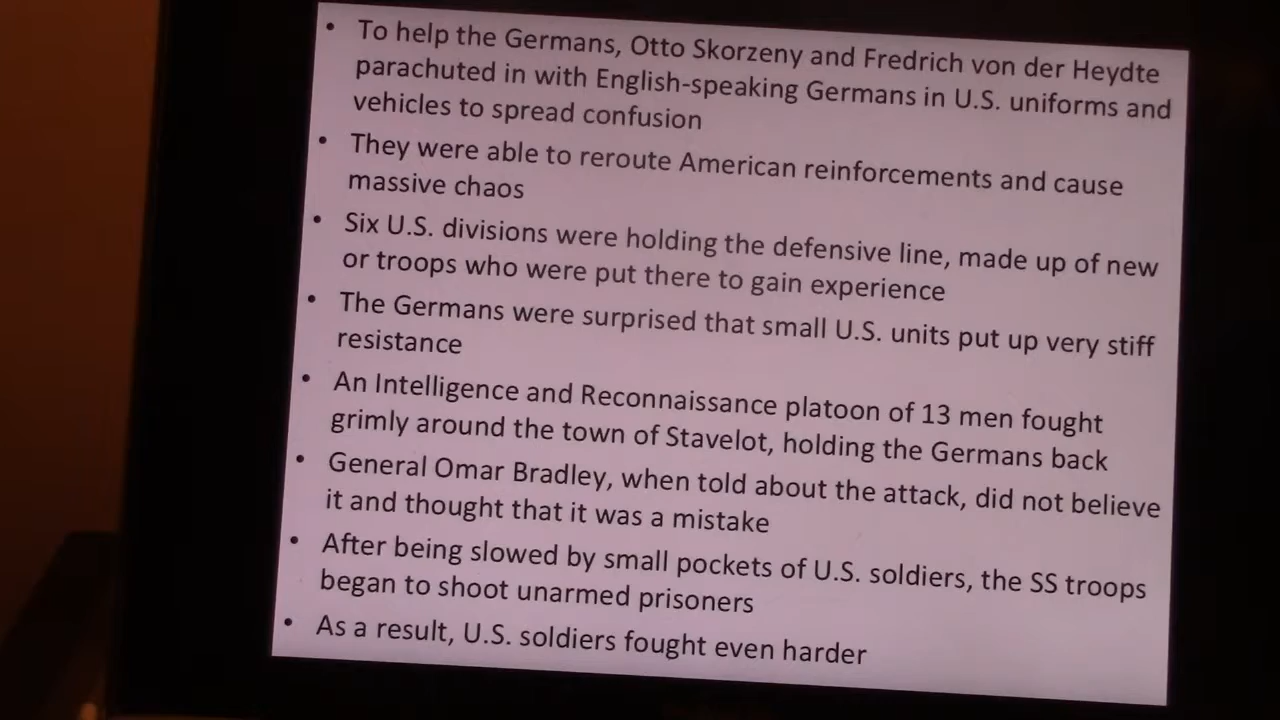 • To help the Germans, Otto Skorzeny and Fredrich von der Heydte
parachuted in with English-speaking Germans in U.S. uniforms and
vehicles to spread confusion
• They were able to reroute American reinforcements and cause
massive chaos
• Six U.S. divisions were holding the defensive line, made up of new
or troops who were put there to gain experience
• The Germans were surprised that small U.S. units put up very stiff
resistance
• An Intelligence and Reconnaissance platoon of 13 men fought
grimly around the town of Stavelot, holding the Germans back
• General Omar Bradley, when told about the attack, did not believe
it and thought that it was a mistake
• After being slowed by small pockets of U.S. soldiers, the SS troops
began to shoot unarmed prisoners
• As a result, U.S. soldiers fought even harder